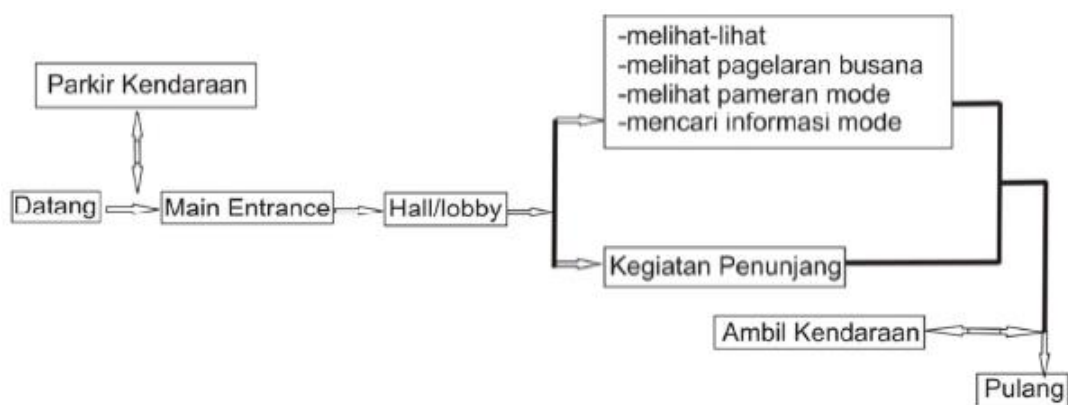 -melihat-lihat
-melihat pagelaran busana
-melihat pameran mode
-mencari informasi mode
Parkir Kendaraan
Datang
Main Entrance
Hall/lobby
Kegiatan Penunjang
Ambil Kendaraan
Pulang